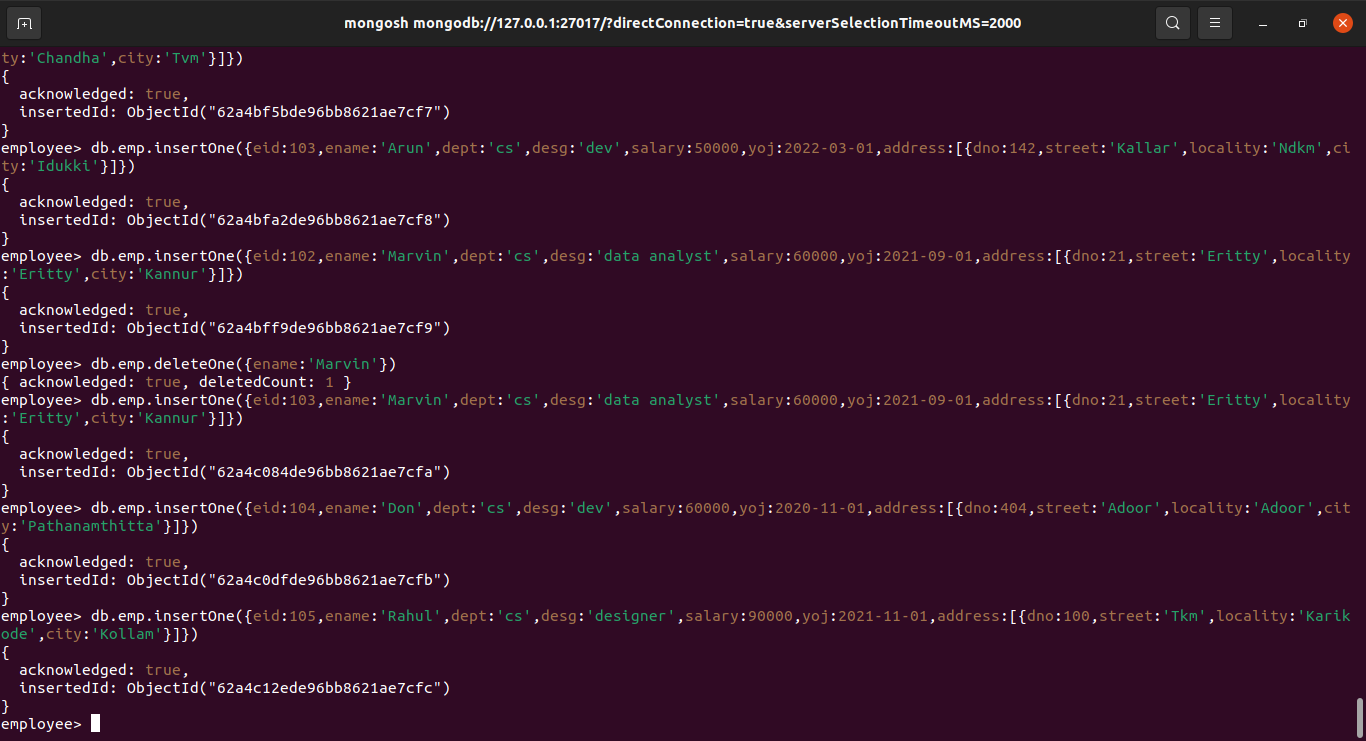 mongosh mongodb://127.0.0.1:27017/?directConnection=true&serverSelectionTimeoutMS=2000
ty:'Chandha',city:'Tvm'}]})
{
  acknowledged: true,
  insertedId: ObjectId("62a4bf5bde96bb8621ae7cf7")
}
employee> db.emp.insertOne({eid:103,ename:'Arun',dept:'cs',desg:'dev',salary:50000,yoj:2022-03-01,address:[{dno:142,street:'Kallar',locality:'Ndkm',ci
ty:'Idukki'}]})
{
  acknowledged: true,
  insertedId: ObjectId("62a4bfa2de96bb8621ae7cf8")
}
employee> db.emp.insertOne({eid:102,ename:'Marvin',dept:'cs',desg:'data analyst',salary:60000,yoj:2021-09-01,address:[{dno:21,street:'Eritty',locality
:'Eritty',city:'Kannur'}]})
{
  acknowledged: true,
  insertedId: ObjectId("62a4bff9de96bb8621ae7cf9")
}
employee> db.emp.deleteOne({ename:'Marvin'})
{ acknowledged: true, deletedCount: 1 }
employee> db.emp.insertOne({eid:103,ename:'Marvin',dept:'cs',desg:'data analyst',salary:60000,yoj:2021-09-01,address:[{dno:21,street:'Eritty',locality
:'Eritty',city:'Kannur'}]})
{
  acknowledged: true,
  insertedId: ObjectId("62a4c084de96bb8621ae7cfa")
}
employee> db.emp.insertOne({eid:104,ename:'Don',dept:'cs',desg:'dev',salary:60000,yoj:2020-11-01,address:[{dno:404,street:'Adoor',locality:'Adoor',cit
y:'Pathanamthitta'}]})
{
  acknowledged: true,
  insertedId: ObjectId("62a4c0dfde96bb8621ae7cfb")
}
employee> db.emp.insertOne({eid:105,ename:'Rahul',dept:'cs',desg:'designer',salary:90000,yoj:2021-11-01,address:[{dno:100,street:'Tkm',locality:'Karik
ode',city:'Kollam'}]})
{
  acknowledged: true,
  insertedId: ObjectId("62a4c12ede96bb8621ae7cfc")
}
employee>